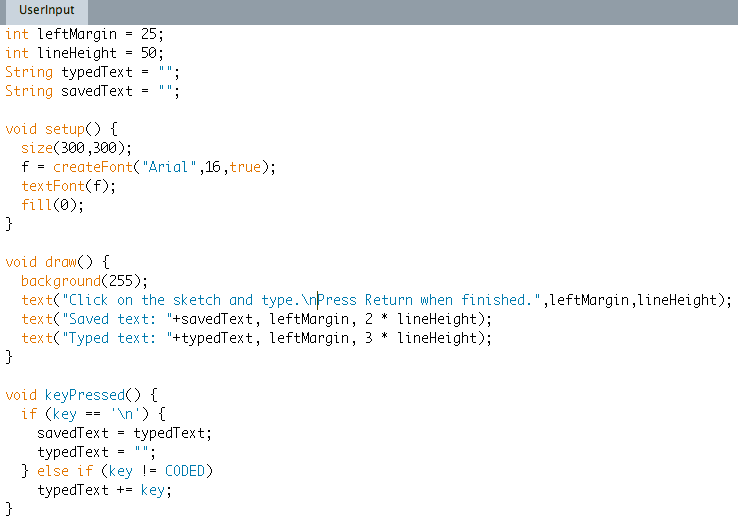 UserInput
int leftMargin = 25;
int lineHeight = 50;
String typedText = "";
String savedText = "";
void setup() {
  size(300,300);
  f = createFont("Arial",16,true);
  textFont(f);
  fill(0);
}
void draw() {
  background(255);
  text("Click on the sketch and type.\nPress Return when finished.",leftMargin,lineHeight);
  text("Saved text: "+savedText, leftMargin, 2 * lineHeight);
  text("Typed text: "+typedText, leftMargin, 3 * lineHeight);
}
void keyPressed() {
  if (key == '\n') {
    savedText = typedText;
    typedText = "";
  } else if (key != CODED)
    typedText += key;
}